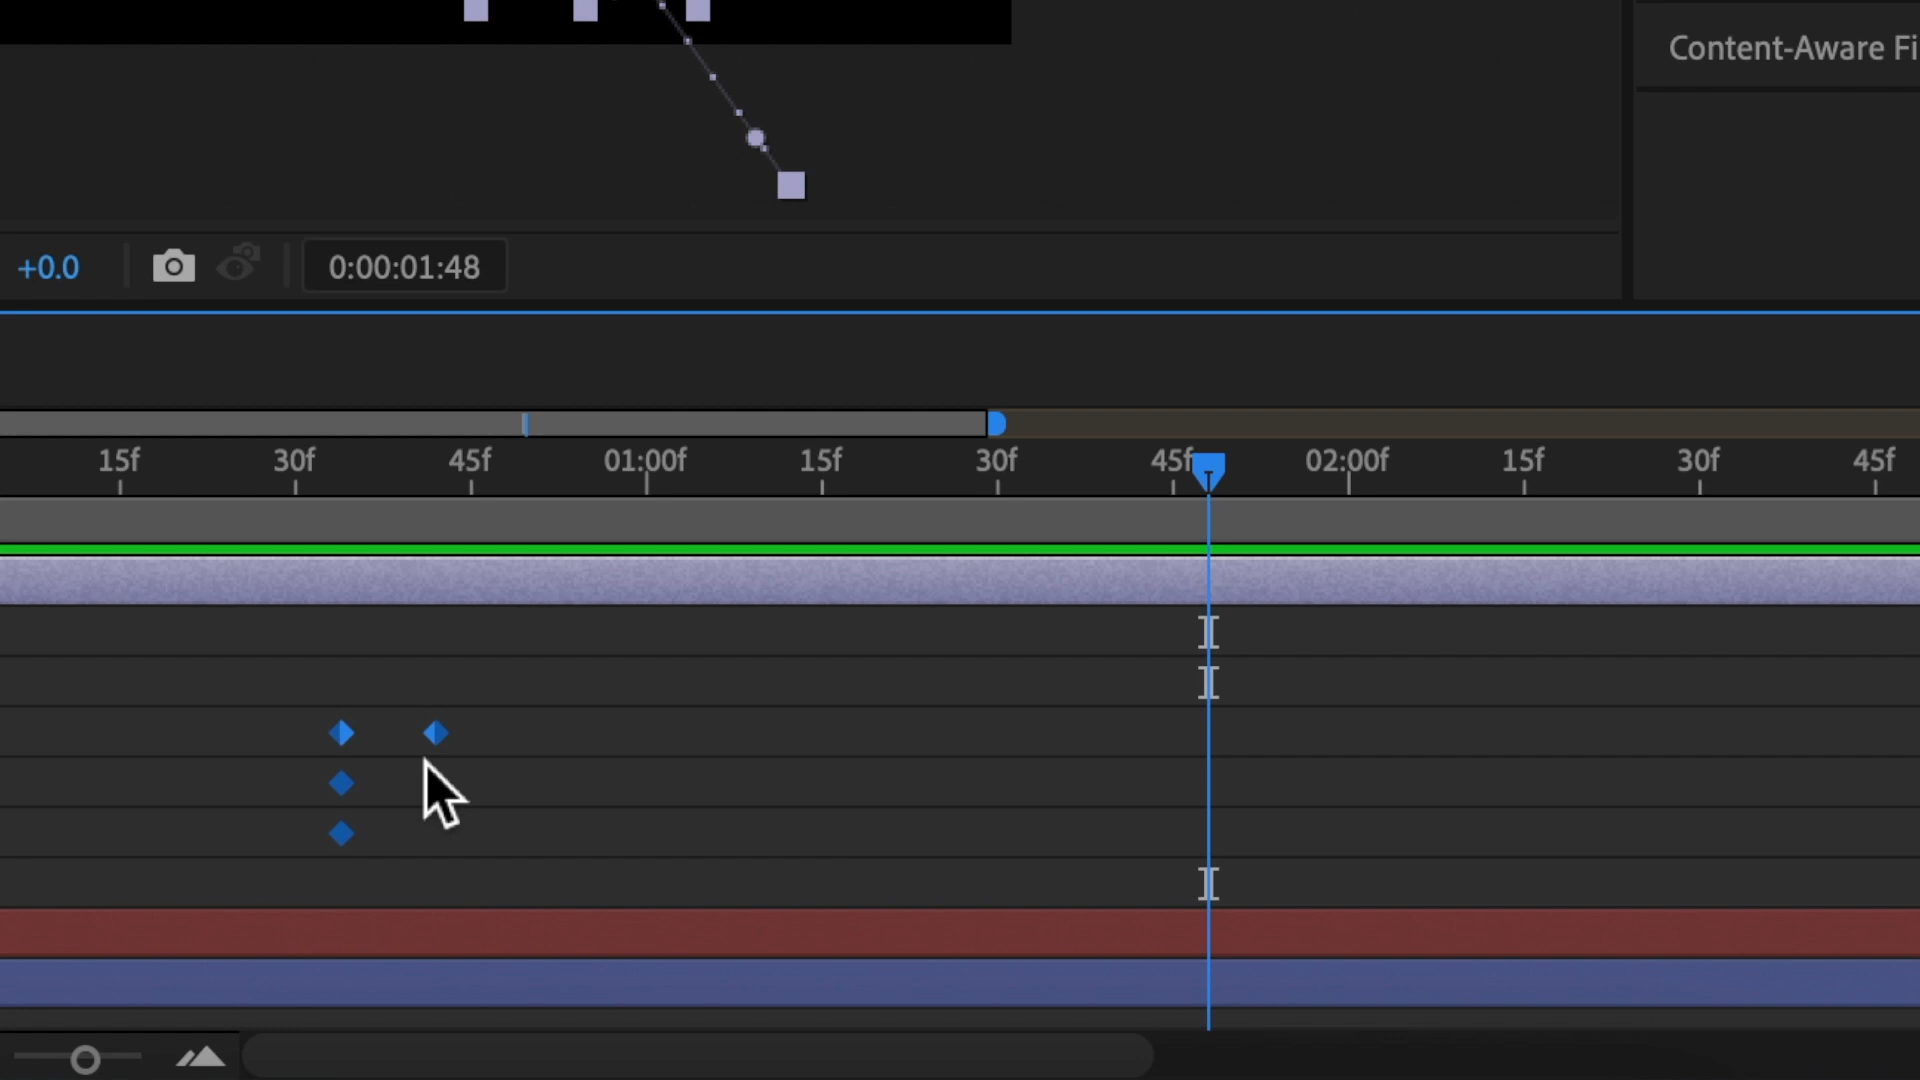 Content-Aware Fi
+0.0
0:00:01:48
15f 30f 45f 01:00f 15f 30f 45f 02:00f 15f 30f 45f